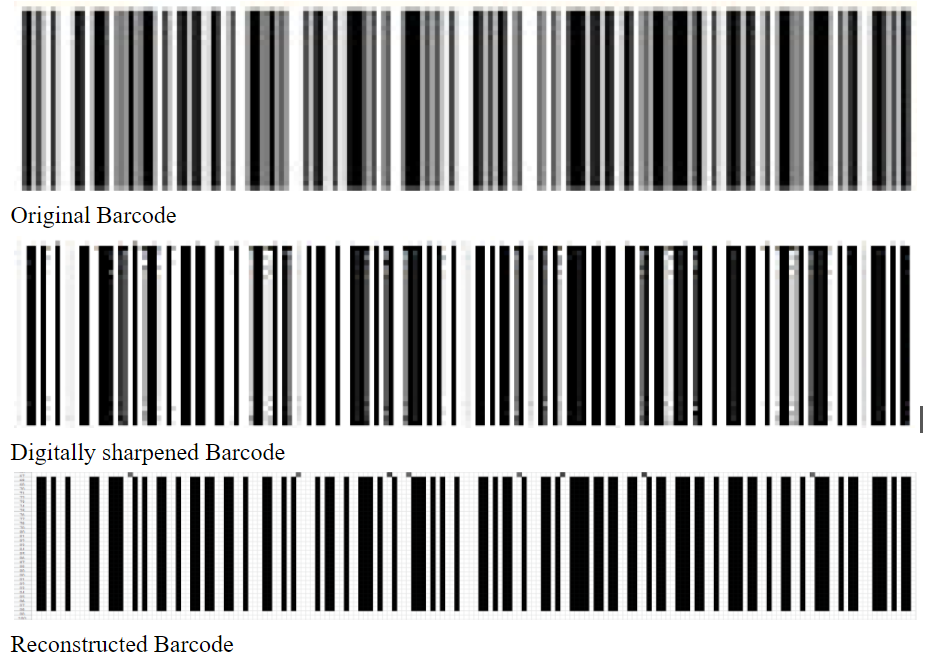 Original Barcode
Digitally sharpened Barcode
Reconstructed Barcode